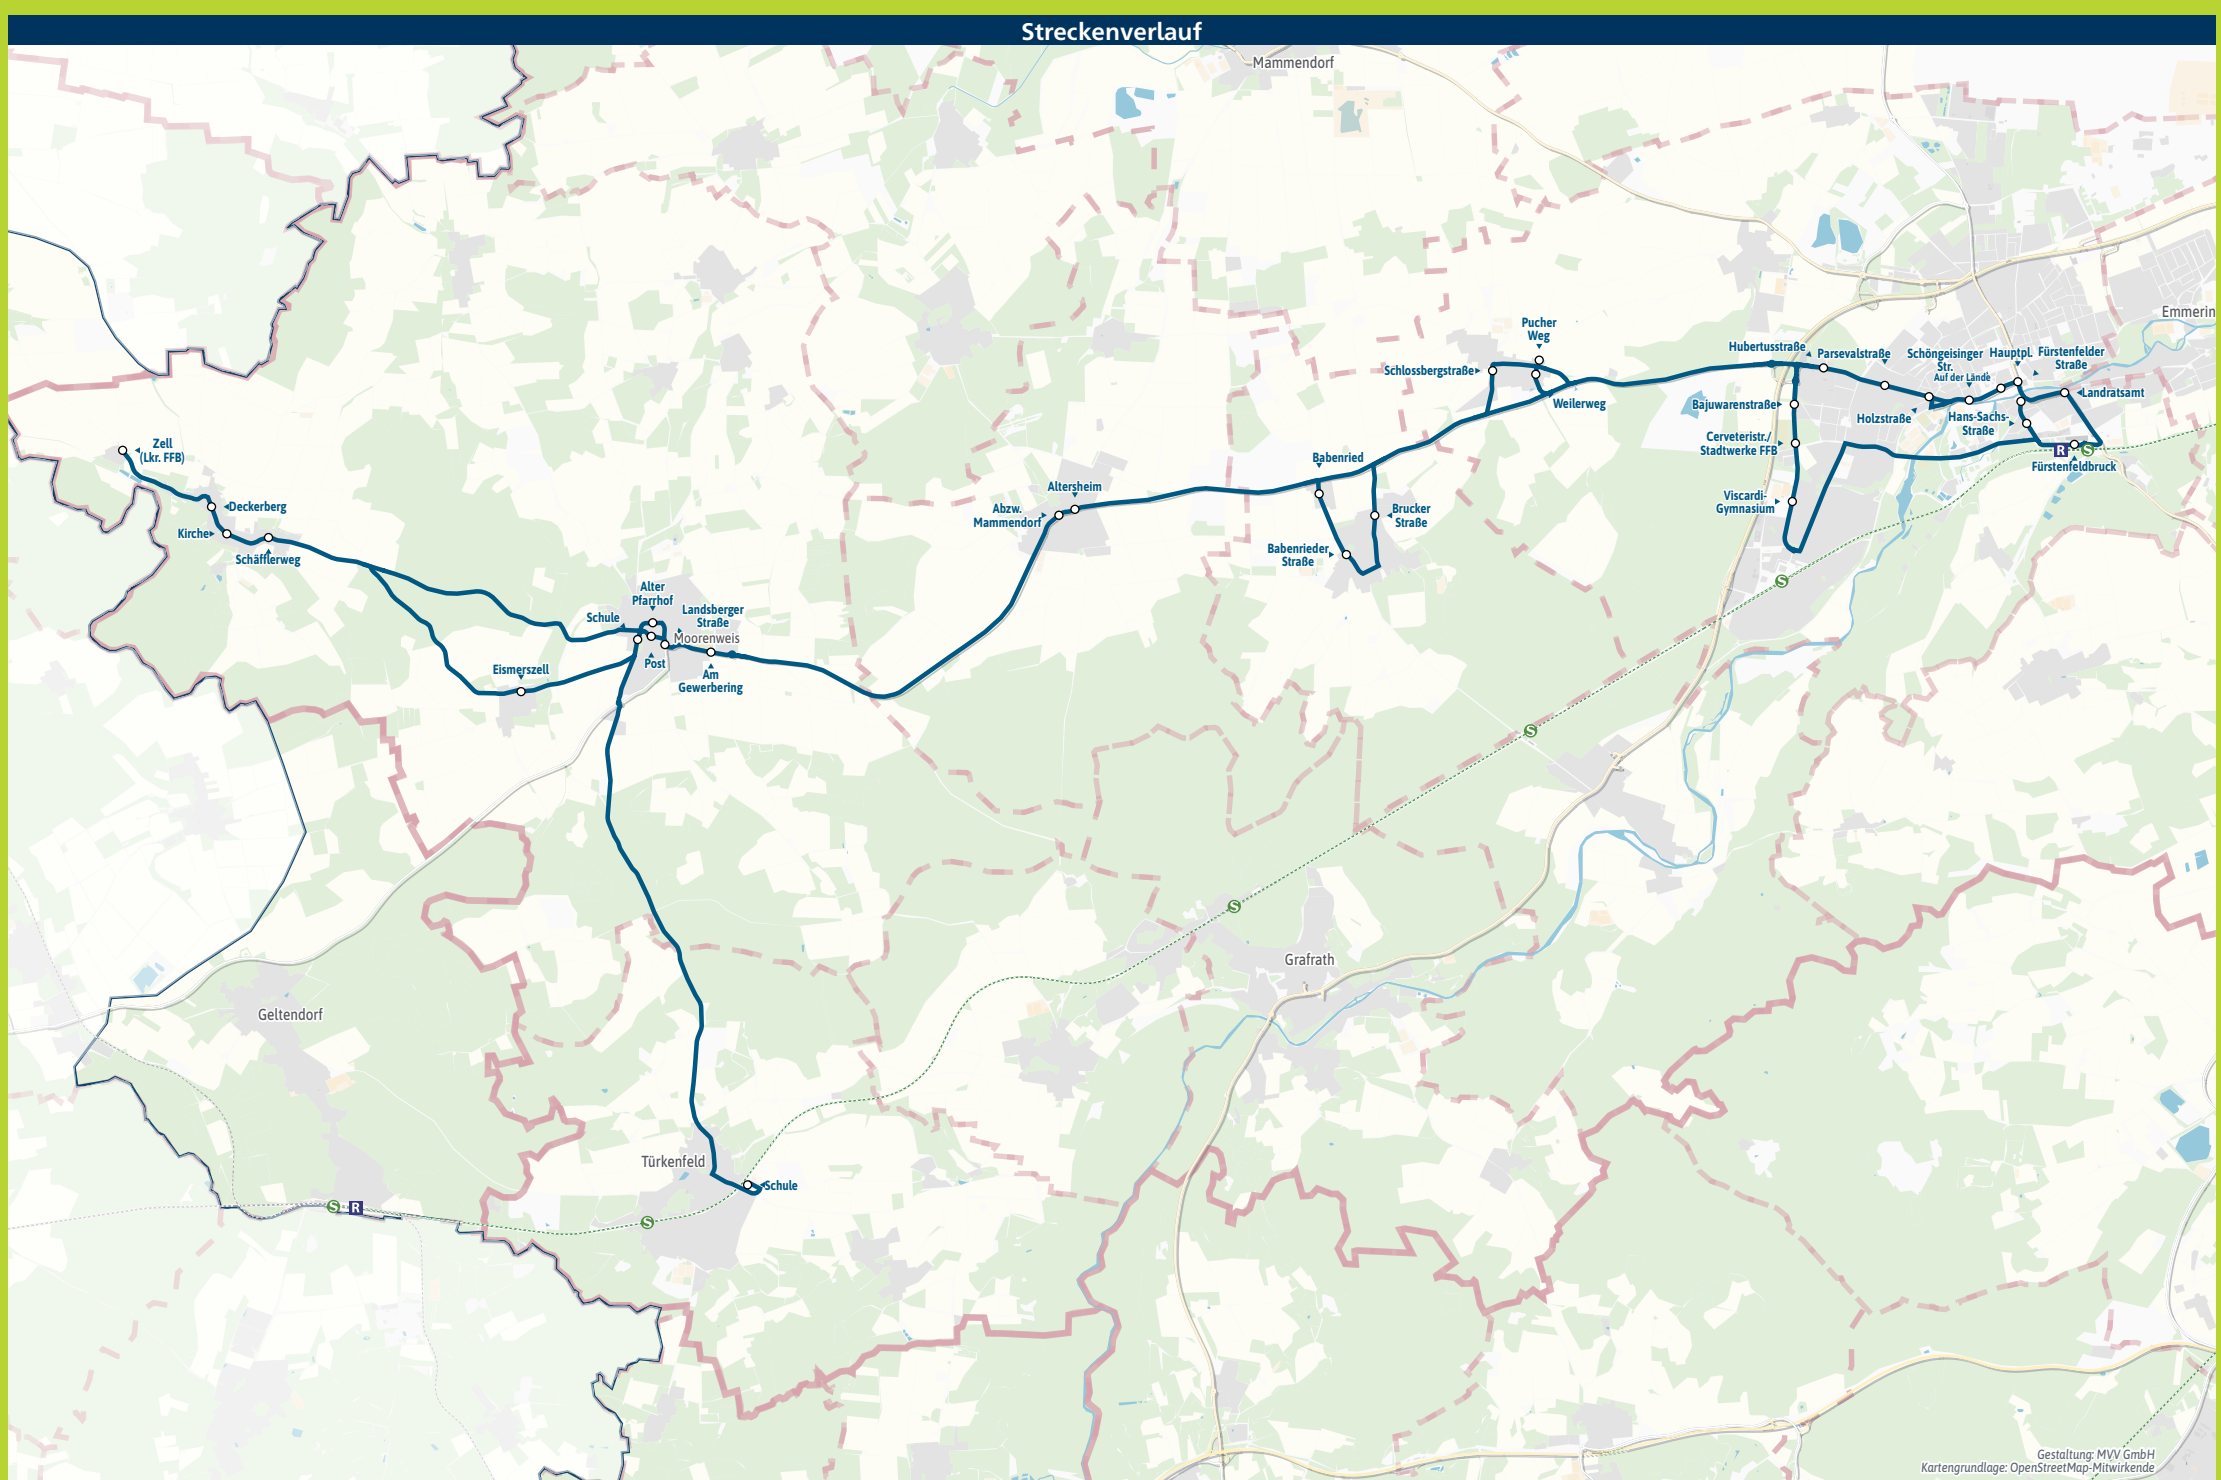 Streckenverlauf
Mammendorf
Emmerin
Pucher
Weg
Schlossbergstraße
Weilerweg
Hubertusstraße
Parsevalstraße
Schöngeisinger
Str.
Auf der Lände
Hauptpl.
Fürstenfelder
Straße
Landratsamt
Bajuwarenstraße
Holzstraße
Hans-Sachs-
Straße
Cerveteristr./
Stadtwerke FFB
R
S
Fürstenfeldbruck
Viscardi-
Gymnasium
S
Zell
(Lkr. FFB)
Deckerberg
Kirche
Schäfflerweg
Babenried
Altersheim
Abzw.
Mammendorf
Brucker
Straße
Babenrieder
Straße
Alter
Pfarrhof
Schule
Landsberger
Straße
Moorenweis
Post
Am
Gewerbering
Eismerszell
S
S
Grafrath
Geltendorf
Türkenfeld
Schule
S
R
S
Gestaltung: MVV GmbH
Kartengrundlage: OpenStreetMap-Mitwirkende